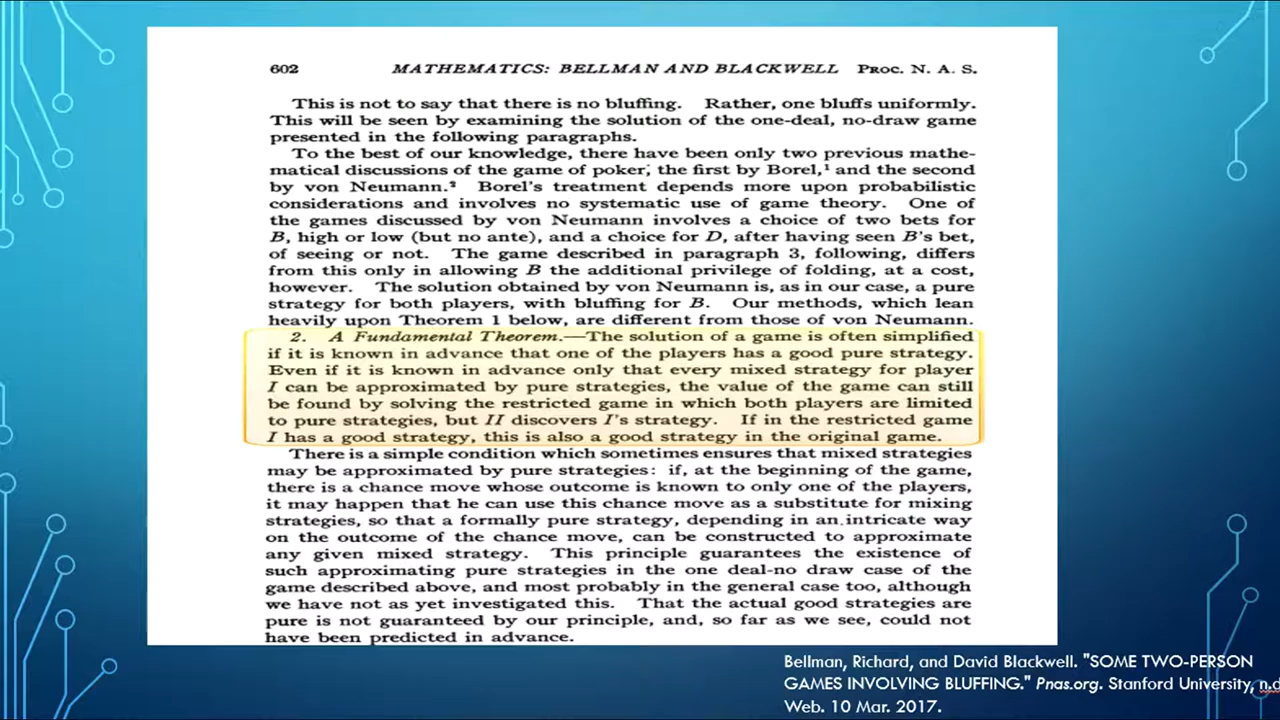 602 MATHEMATICS: BELLMAN AND BLACKWELL PROC. N. A. S.
This is not to say that there is no bluffing. Rather, one bluffs uniformly.
This will be seen by examining the solution of the one-deal, no-draw game
presented in the following paragraphs.
To the best of our knowledge, there have been only two previous mathe-
matical discussions of the game of poker; the first by Borel,¹ and the second
by von Neumann.² Borel's treatment depends more upon probabilistic
considerations and involves no systematic use of game theory. One of
the games discussed by von Neumann involves a choice of two bets for
B, high or low (but no ante), and a choice for D, after having seen B's bet,
of seeing or not. The game described in paragraph 3, following, differs
from this only in allowing B the additional privilege of folding, at a cost,
however. The solution obtained by von Neumann is, as in our case, a pure
strategy for both players, with bluffing for B. Our methods, which lean
heavily upon Theorem 1 below, are different from those of von Neumann.
2. A Fundamental Theorem.—The solution of a game is often simplified
if it is known in advance that one of the players has a good pure strategy.
Even if it is known in advance only that every mixed strategy for player
I can be approximated by pure strategies, the value of the game can still
be found by solving the restricted game in which both players are limited
to pure strategies, but II discovers I's strategy. If in the restricted game
I has a good strategy, this is also a good strategy in the original game.
There is a simple condition which sometimes ensures that mixed strategies
may be approximated by pure strategies: if, at the beginning of the game,
there is a chance move whose outcome is known to only one of the players,
it may happen that he can use this chance move as a substitute for mixing
strategies, so that a formally pure strategy, depending in an intricate way
on the outcome of the chance move, can be constructed to approximate
any given mixed strategy. This principle guarantees the existence of
such approximating pure strategies in the one deal-no draw case of the
game described above, and most probably in the general case too, although
we have not as yet investigated this. That the actual good strategies are
pure is not guaranteed by our principle, and, so far as we see, could not
have been predicted in advance.
Bellman, Richard, and David Blackwell. "SOME TWO-PERSON
GAMES INVOLVING BLUFFING." Pnas.org. Stanford University, n.d
Web. 10 Mar. 2017.